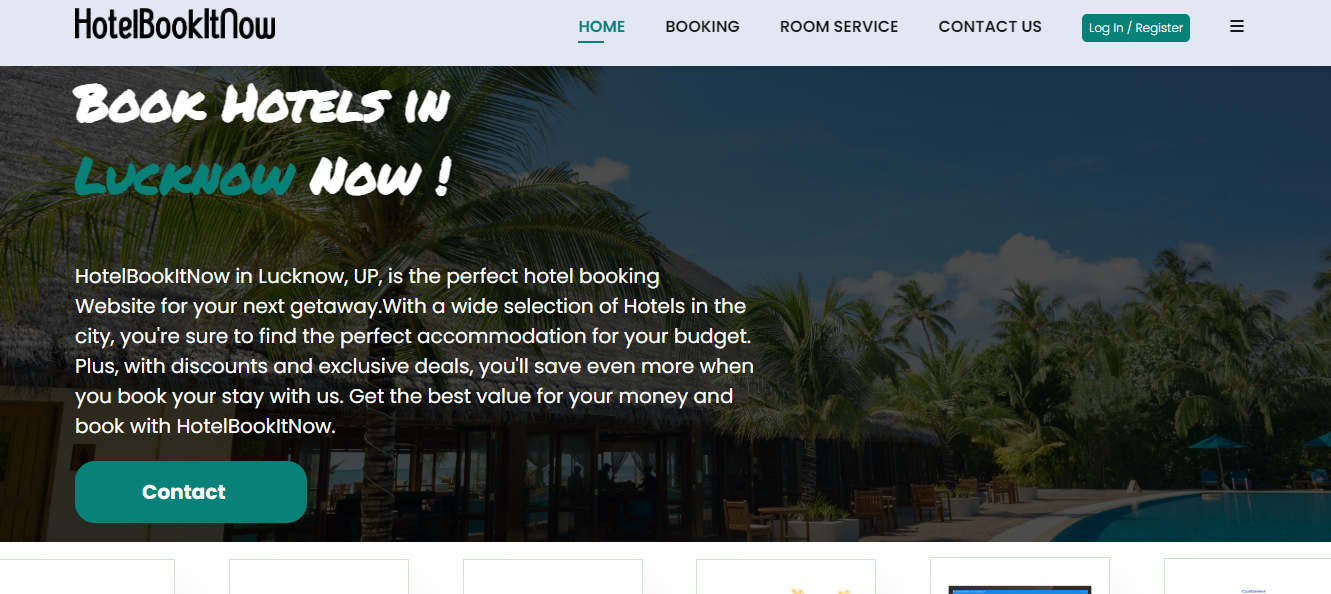 HotelBookItNow
HOME
BOOKING
ROOM SERVICE
CONTACT US
Log In / Register
Book Hotels in
Lucknow Now !
HotelBookItNow in Lucknow, UP, is the perfect hotel booking
Website for your next getaway.With a wide selection of Hotels in the
city, you're sure to find the perfect accommodation for your budget.
Plus, with discounts and exclusive deals, you'll save even more when
you book your stay with us. Get the best value for your money and
book with HotelBookItNow.
Contact